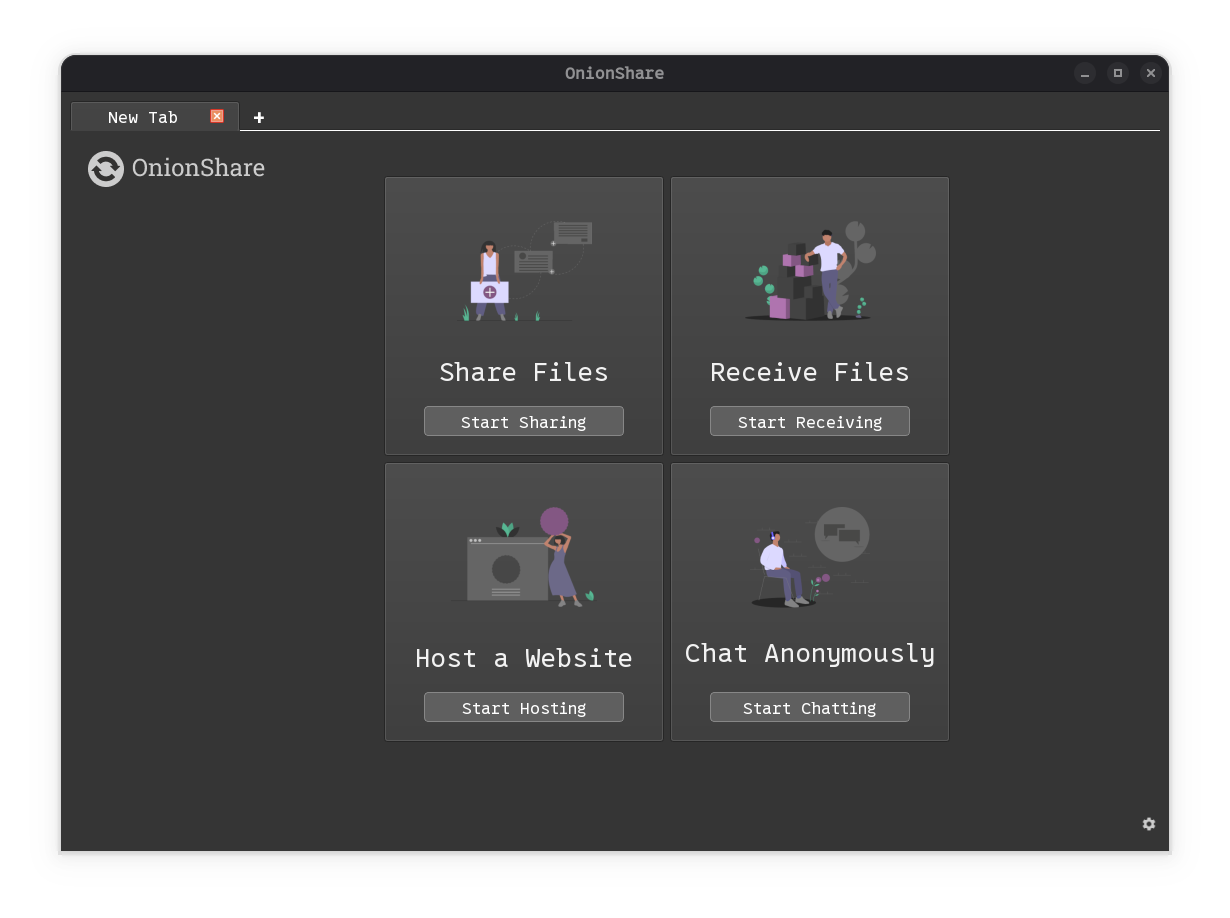 OnionShare
New Tab
+
OnionShare
Share Files
Start Sharing
Receive Files
Start Receiving
Host a Website
Start Hosting
Chat Anonymously
Start Chatting